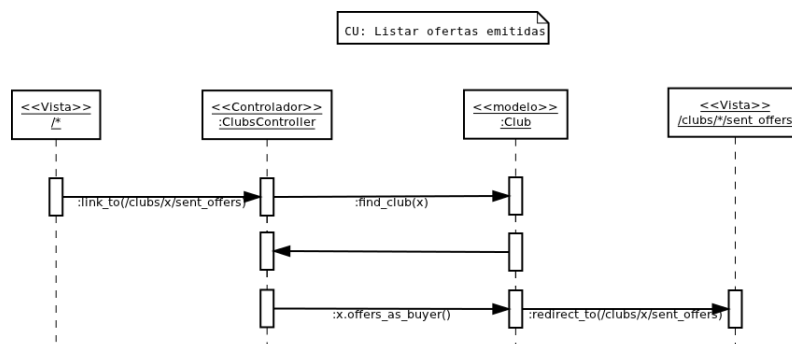 CU: Listar ofertas emitidas
<<Vista>>
/*
<<Controlador>>
:ClubsController
<<modelo>>
:Club
<<Vista>>
/clubs/*/sent_offers
:link_to(/clubs/x/sent_offers)
:find_club(x)
:x.offers_as_buyer()
:redirect_to(/clubs/x/sent_offers)